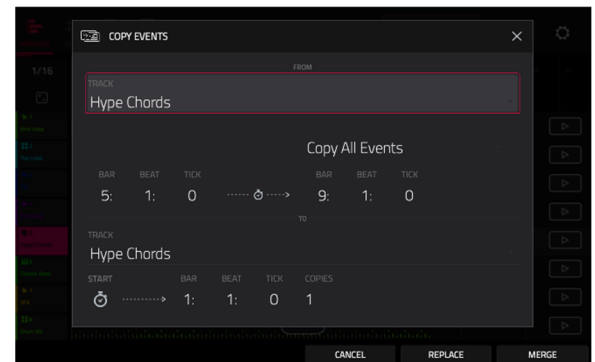 COPY EVENTS
1/16
FROM
TRACK
Hype Chords
Copy All Events
BAR BEAT TICK BAR BEAT TICK
5: 1: 0 9: 1: 0
TO
TRACK
Hype Chords
START BAR BEAT TICK COPIES
1: 1: 0 1
CANCEL REPLACE MERGE